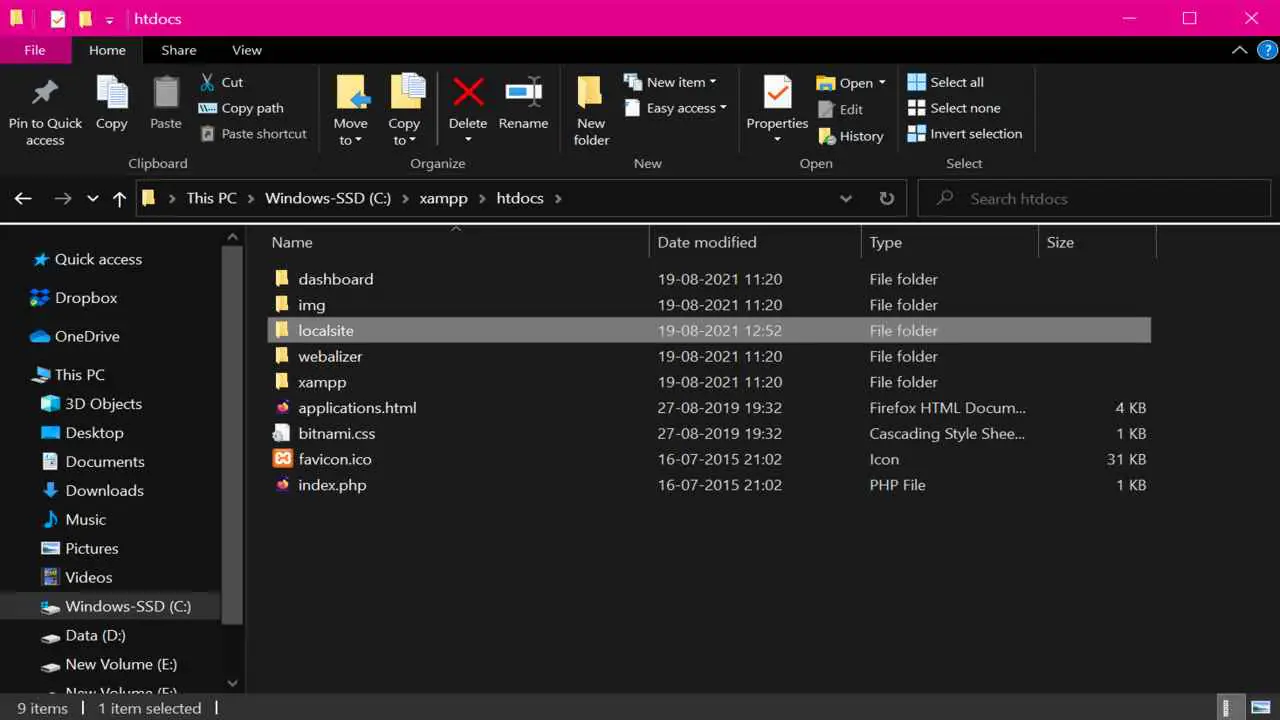 htdocs
File Home Share View
Pin to Quick access
Copy
Paste
Cut
Copy path
Paste shortcut
Clipboard
Move to
Copy to
Delete
Rename
Organize
New folder
New item
Easy access
New
Properties
Open
Edit
History
Open
Select all
Select none
Invert selection
Select
This PC Windows-SSD (C:) xampp htdocs
Search htdocs
Quick access
Dropbox
OneDrive
This PC
3D Objects
Desktop
Documents
Downloads
Music
Pictures
Videos
Windows-SSD (C:)
Data (D:)
New Volume (E:)
New Volume (F:)
Name Date modified Type Size
dashboard 19-08-2021 11:20 File folder
img 19-08-2021 11:20 File folder
localsite 19-08-2021 12:52 File folder
webalizer 19-08-2021 11:20 File folder
xampp 19-08-2021 11:20 File folder
applications.html 27-08-2019 19:32 Firefox HTML Docum... 4 KB
bitnami.css 27-08-2019 19:32 Cascading Style Shee... 1 KB
favicon.ico 16-07-2015 21:02 Icon 31 KB
index.php 16-07-2015 21:02 PHP File 1 KB
9 items 1 item selected